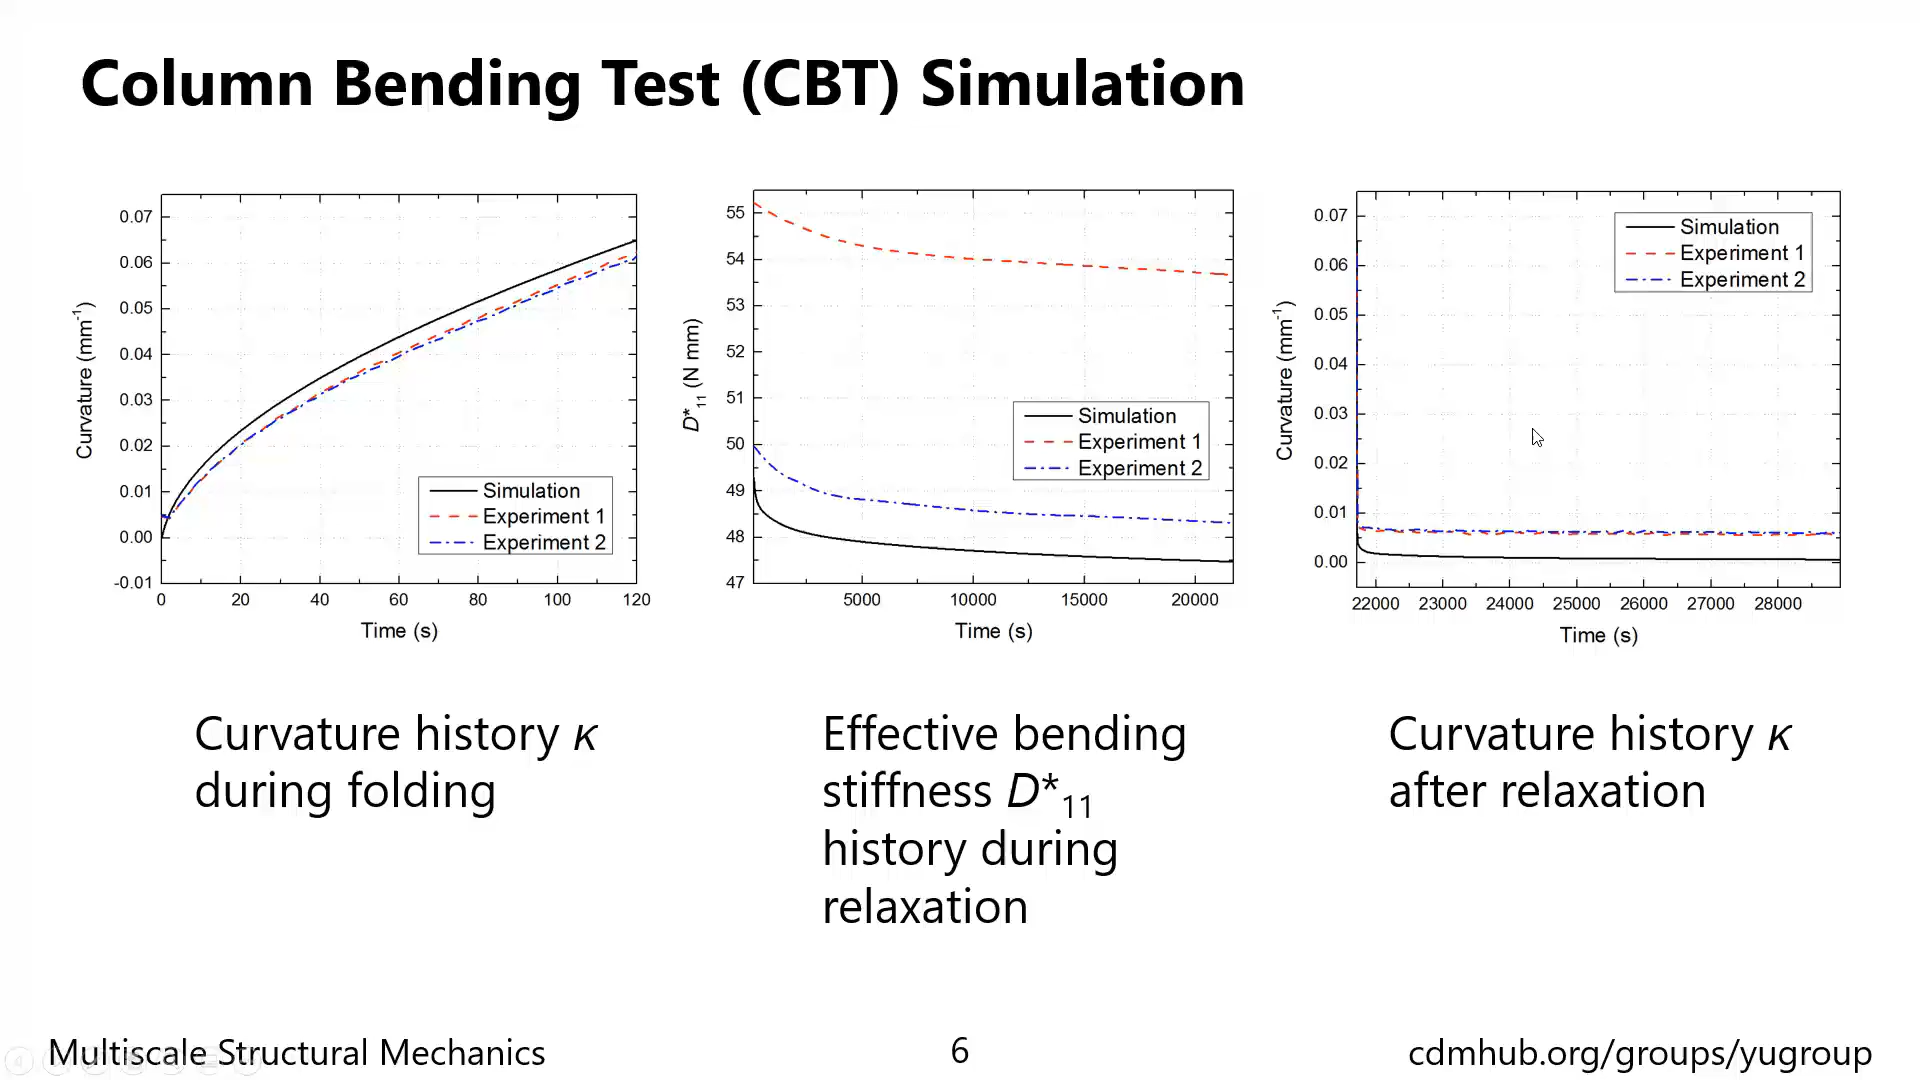 Column Bending Test (CBT) Simulation
0.07
0.06
0.05
0.04
0.03
0.02
0.01
0.00
-0.01
Curvature (mm-1)
Simulation
Experiment 1
Experiment 2
0 20 40 60 80 100 120
Time (s)
55
54
53
52
51
50
49
48
47
D*11 (N mm)
Simulation
Experiment 1
Experiment 2
5000 10000 15000 20000
Time (s)
0.07
0.06
0.05
0.04
0.03
0.02
0.01
0.00
Curvature (mm-1)
Simulation
Experiment 1
Experiment 2
22000 23000 24000 25000 26000 27000 28000
Time (s)
Curvature history κ
during folding
Effective bending
stiffness D*11
history during
relaxation
Curvature history κ
after relaxation
Multiscale Structural Mechanics
6
cdmhub.org/groups/yugroup